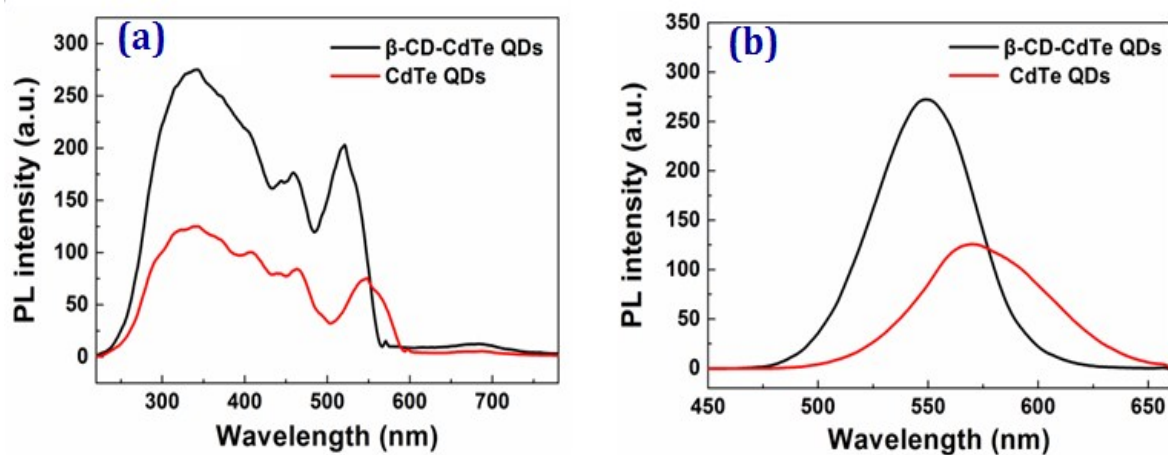 (a)
β-CD-CdTe QDs
CdTe QDs
PL intensity (a.u.)
300
250
200
150
100
50
0
300 400 500 600 700
Wavelength (nm)
(b)
β-CD-CdTe QDs
CdTe QDs
PL intensity (a.u.)
350
300
250
200
150
100
50
0
450 500 550 600 650
Wavelength (nm)